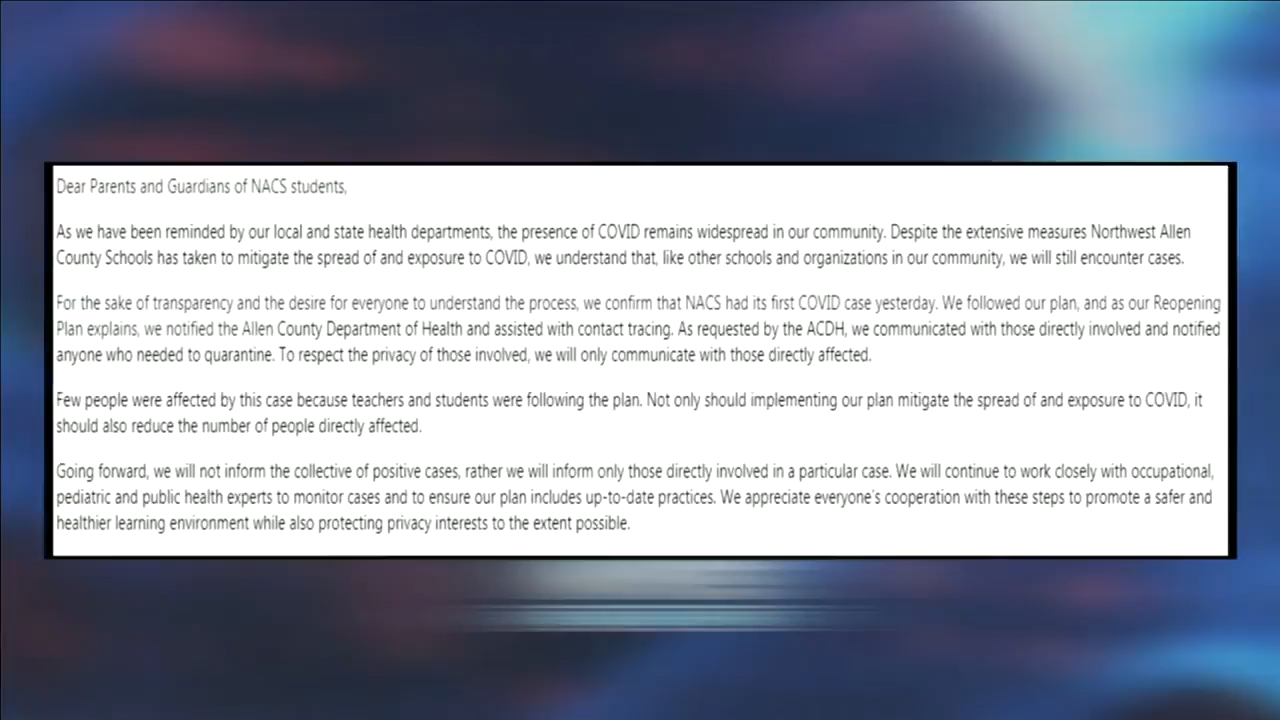 Dear Parents and Guardians of NACS students,
As we have been reminded by our local and state health departments, the presence of COVID remains widespread in our community. Despite the extensive measures Northwest Allen
County Schools has taken to mitigate the spread of and exposure to COVID, we understand that, like other schools and organizations in our community, we will still encounter cases.
For the sake of transparency and the desire for everyone to understand the process, we confirm that NACS had its first COVID case yesterday. We followed our plan, and as our Reopening
Plan explains, we notified the Allen County Department of Health and assisted with contact tracing. As requested by the ACDH, we communicated with those directly involved and notified
anyone who needed to quarantine. To respect the privacy of those involved, we will only communicate with those directly affected.
Few people were affected by this case because teachers and students were following the plan. Not only should implementing our plan mitigate the spread of and exposure to COVID, it
should also reduce the number of people directly affected.
Going forward, we will not inform the collective of positive cases, rather we will inform only those directly involved in a particular case. We will continue to work closely with occupational,
pediatric and public health experts to monitor cases and to ensure our plan includes up-to-date practices. We appreciate everyone's cooperation with these steps to promote a safer and
healthier learning environment while also protecting privacy interests to the extent possible.